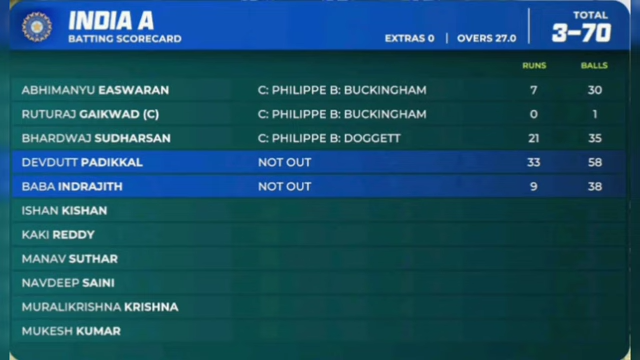 INDIA A
BATTING SCORECARD
EXTRAS 0 | OVERS 27.0
TOTAL
3-70
RUNS BALLS
ABHIMANYU EASWARAN C: PHILIPPE B: BUCKINGHAM 7 30
RUTURAJ GAIKWAD (C) C: PHILIPPE B: BUCKINGHAM 0 1
BHARDWAJ SUDHARSAN C: PHILIPPE B: DOGGETT 21 35
DEVDUTT PADIKKAL NOT OUT 33 58
BABA INDRAJITH NOT OUT 9 38
ISHAN KISHAN
KAKI REDDY
MANAV SUTHAR
NAVDEEP SAINI
MURALIKRISHNA KRISHNA
MUKESH KUMAR